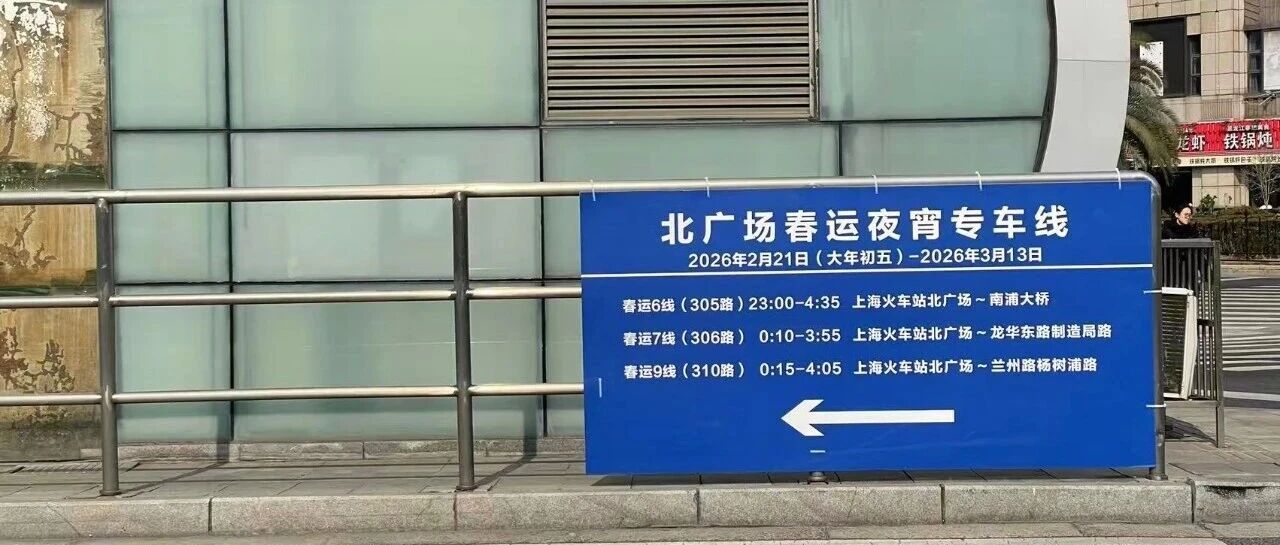 北广场春运夜宵专车线
2026年2月21日（大年初五）-2026年3月13日
春运6线（305路）23:00-4:35 上海火车站北广场～南浦大桥
春运7线（306路） 0:10-3:55 上海火车站北广场～龙华东路制造局路
春运9线（310路） 0:15-4:05 上海火车站北广场～兰州路杨树浦路
龙虾 铁锅炖